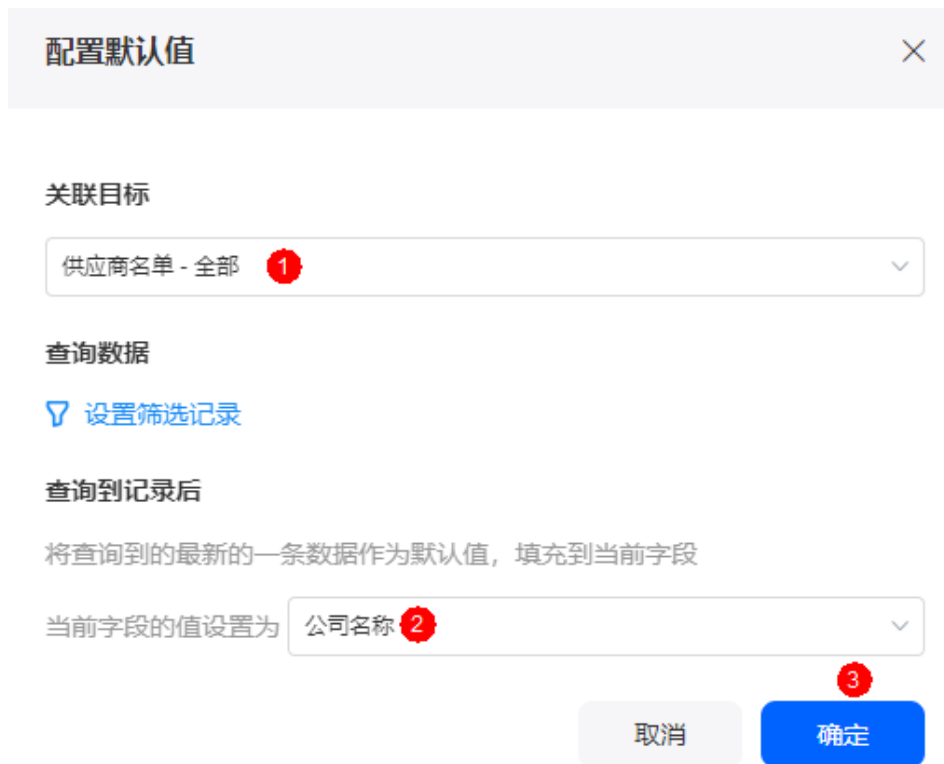 配置默认值
关联目标
供应商名单 - 全部 1
查询数据
设置筛选记录
查询到记录后
将查询到的最新的一条数据作为默认值，填充到当前字段
当前字段的值设置为 公司名称 2
3
取消 确定